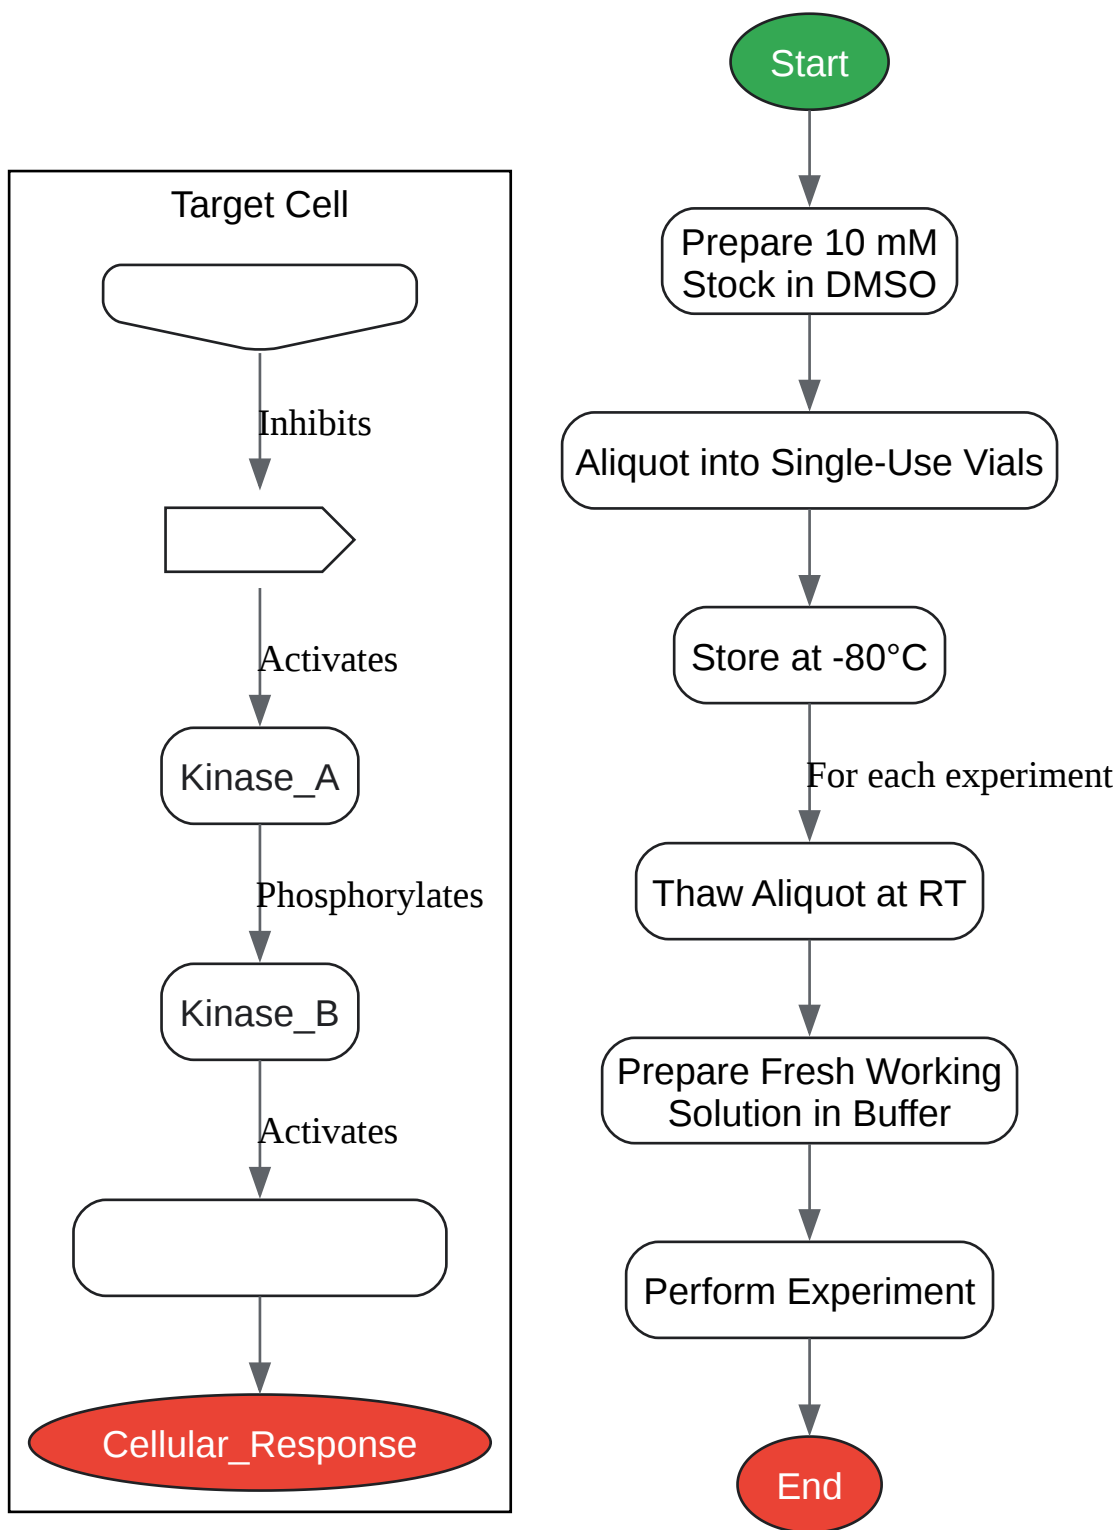 Target Cell
Inhibits
Activates
Kinase_A
Phosphorylates
Kinase_B
Activates
Cellular_Response
Start
Prepare 10 mM
Stock in DMSO
Aliquot into Single-Use Vials
Store at -80°C
For each experiment
Thaw Aliquot at RT
Prepare Fresh Working
Solution in Buffer
Perform Experiment
End